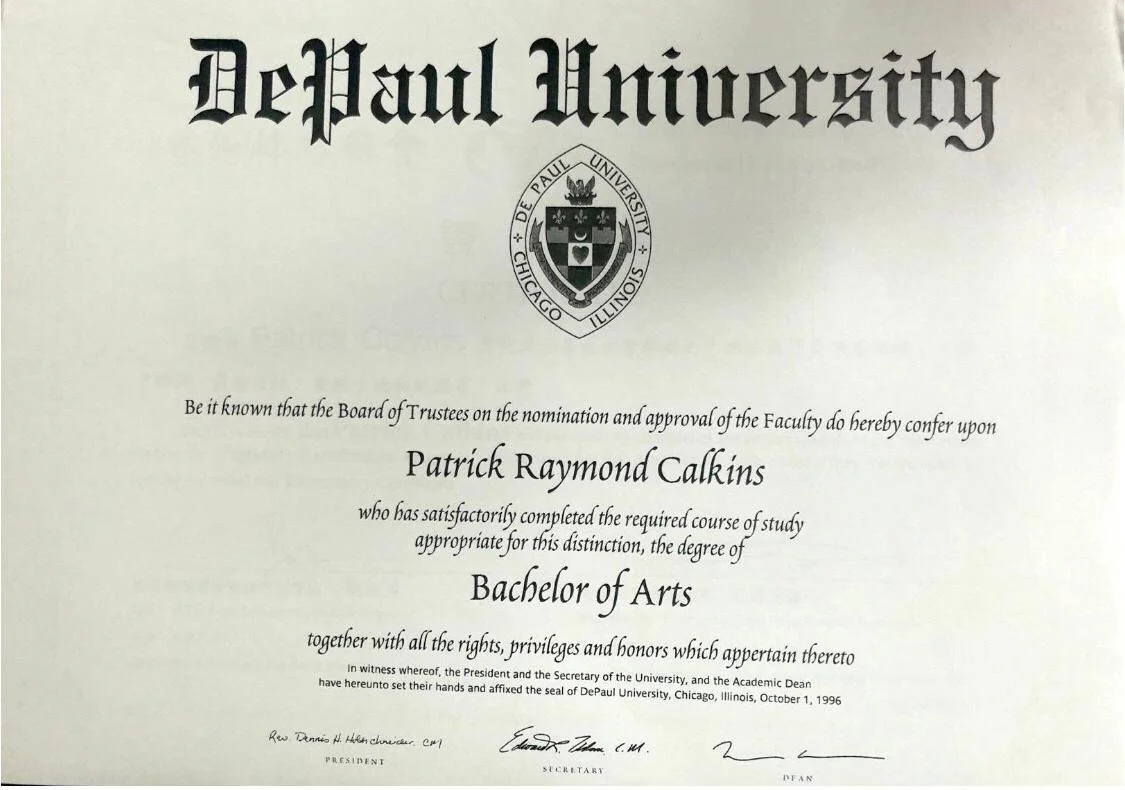 DePaul University
DE PAUL UNIVERSITY
CHICAGO ILLINOIS
Be it known that the Board of Trustees on the nomination and approval of the Faculty do hereby confer upon
Patrick Raymond Calkins
who has satisfactorily completed the required course of study
appropriate for this distinction, the degree of
Bachelor of Arts
together with all the rights, privileges and honors which appertain thereto
In witness whereof, the President and the Secretary of the University, and the Academic Dean
have hereunto set their hands and affixed the seal of DePaul University, Chicago, Illinois, October 1, 1996
Rev. Dennis H. Holtschneider, CM
Edward R. C.M.
PRESIDENT
SECRETARY
DEAN